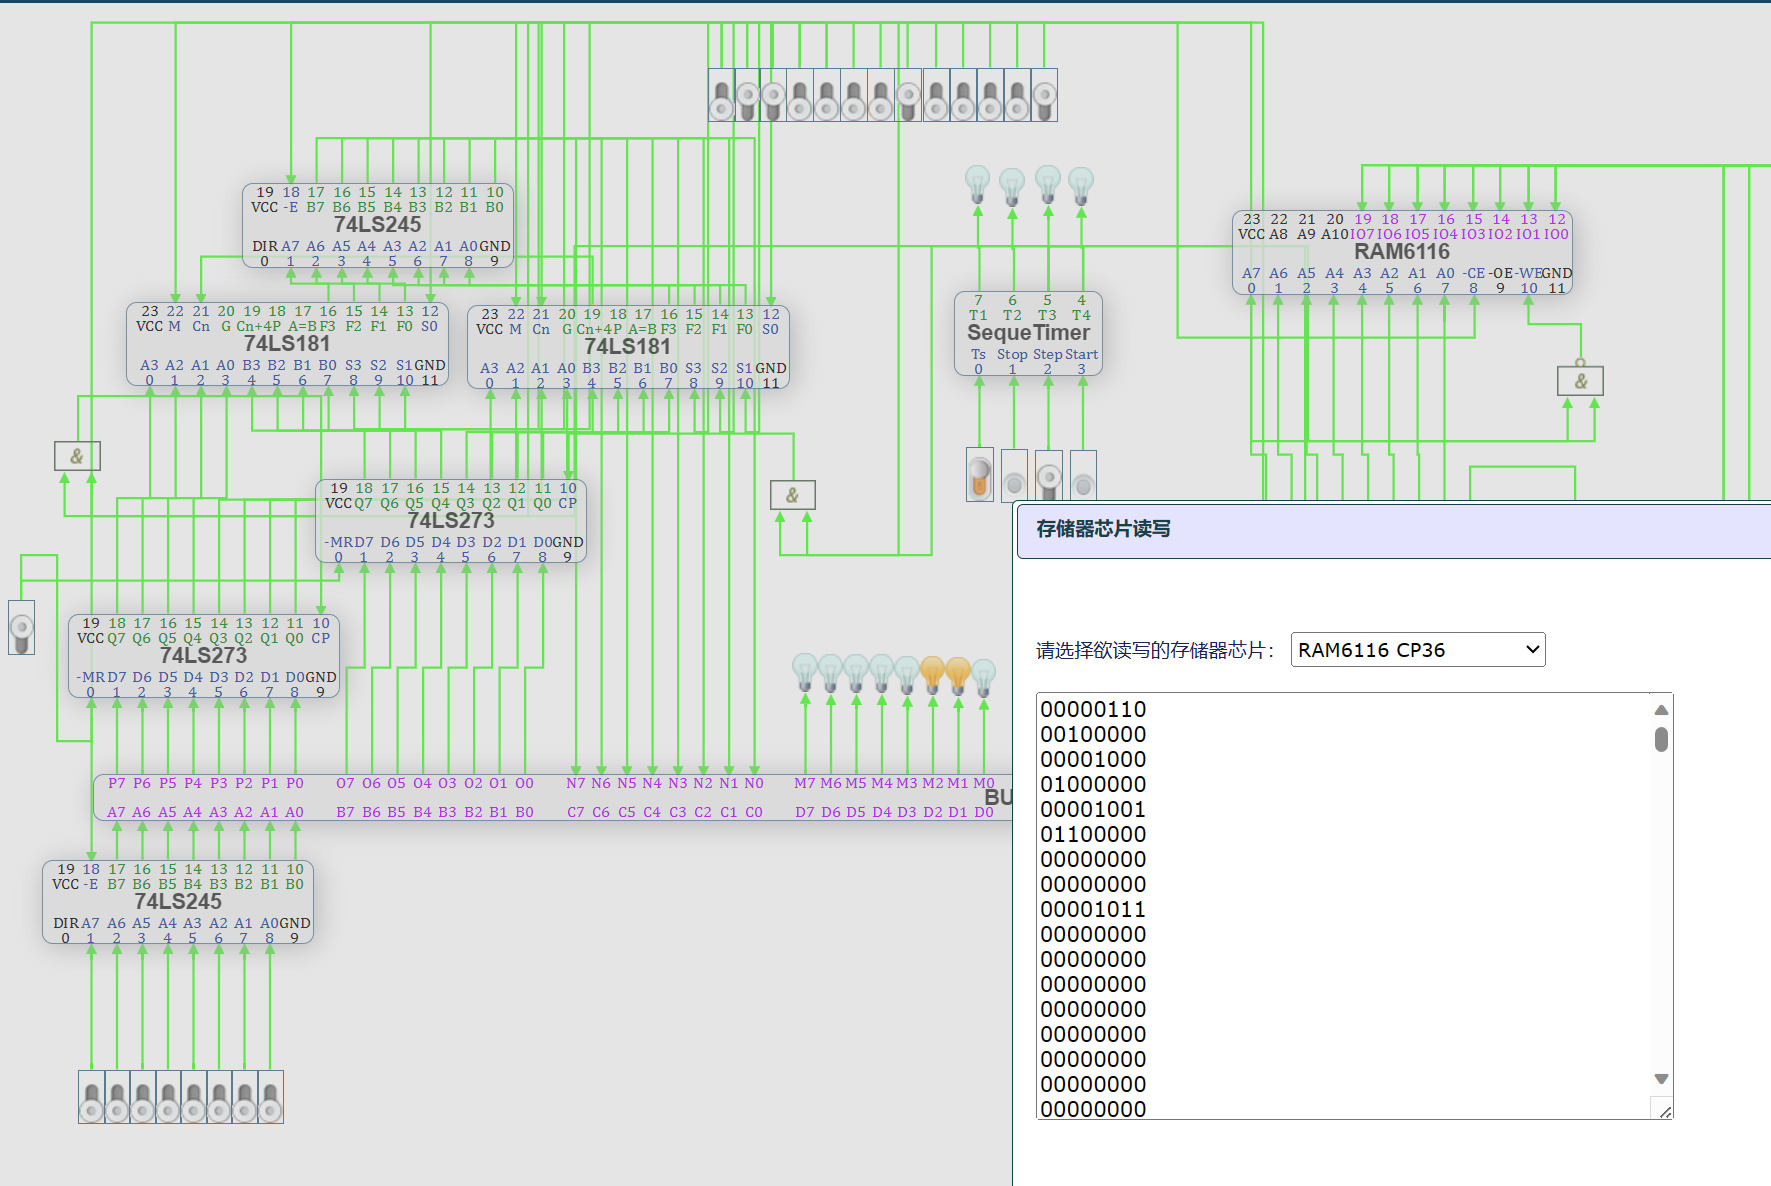 19 18 17 16 15 14 13 12 11 10
VCC -E B7 B6 B5 B4 B3 B2 B1 B0
74LS245
DIR A7 A6 A5 A4 A3 A2 A1 A0 GND
0 1 2 3 4 5 6 7 8 9
23 22 21 20 19 18 17 16 15 14 13 12
VCC A8 A9 A10 IO7 IO6 IO5 IO4 IO3 IO2 IO1 IO0
RAM6116
A7 A6 A5 A4 A3 A2 A1 A0 -CE -OE -WE GND
0 1 2 3 4 5 6 7 8 9 10 11
23 22 21 20 19 18 17 16 15 14 13 12
VCC M Cn G Cn+4 P A=B F3 F2 F1 F0 S0
74LS181
A3 A2 A1 A0 B3 B2 B1 B0 S3 S2 S1 GND
0 1 2 3 4 5 6 7 8 9 10 11
23 22 21 20 19 18 17 16 15 14 13 12
VCC M Cn G Cn+4 P A=B F3 F2 F1 F0 S0
74LS181
A3 A2 A1 A0 B3 B2 B1 B0 S3 S2 S1 GND
0 1 2 3 4 5 6 7 8 9 10 11
7 6 5 4
T1 T2 T3 T4
SequeTimer
Ts Stop Step Start
0 1 2 3
&
&
&
19 18 17 16 15 14 13 12 11 10
VCC Q7 Q6 Q5 Q4 Q3 Q2 Q1 Q0 CP
74LS273
-MR D7 D6 D5 D4 D3 D2 D1 D0 GND
0 1 2 3 4 5 6 7 8 9
19 18 17 16 15 14 13 12 11 10
VCC Q7 Q6 Q5 Q4 Q3 Q2 Q1 Q0 CP
74LS273
-MR D7 D6 D5 D4 D3 D2 D1 D0 GND
0 1 2 3 4 5 6 7 8 9
P7 P6 P5 P4 P3 P2 P1 P0 O7 O6 O5 O4 O3 O2 O1 O0 N7 N6 N5 N4 N3 N2 N1 N0 M7 M6 M5 M4 M3 M2 M1 M0
BU
A7 A6 A5 A4 A3 A2 A1 A0 B7 B6 B5 B4 B3 B2 B1 B0 C7 C6 C5 C4 C3 C2 C1 C0 D7 D6 D5 D4 D3 D2 D1 D0
19 18 17 16 15 14 13 12 11 10
VCC -E B7 B6 B5 B4 B3 B2 B1 B0
74LS245
DIR A7 A6 A5 A4 A3 A2 A1 A0 GND
0 1 2 3 4 5 6 7 8 9
存储器芯片读写
请选择欲读写的存储器芯片： RAM6116 CP36
00000110
00100000
00001000
01000000
00001001
01100000
00000000
00000000
00001011
00000000
00000000
00000000
00000000
00000000
00000000
00000000
00000000